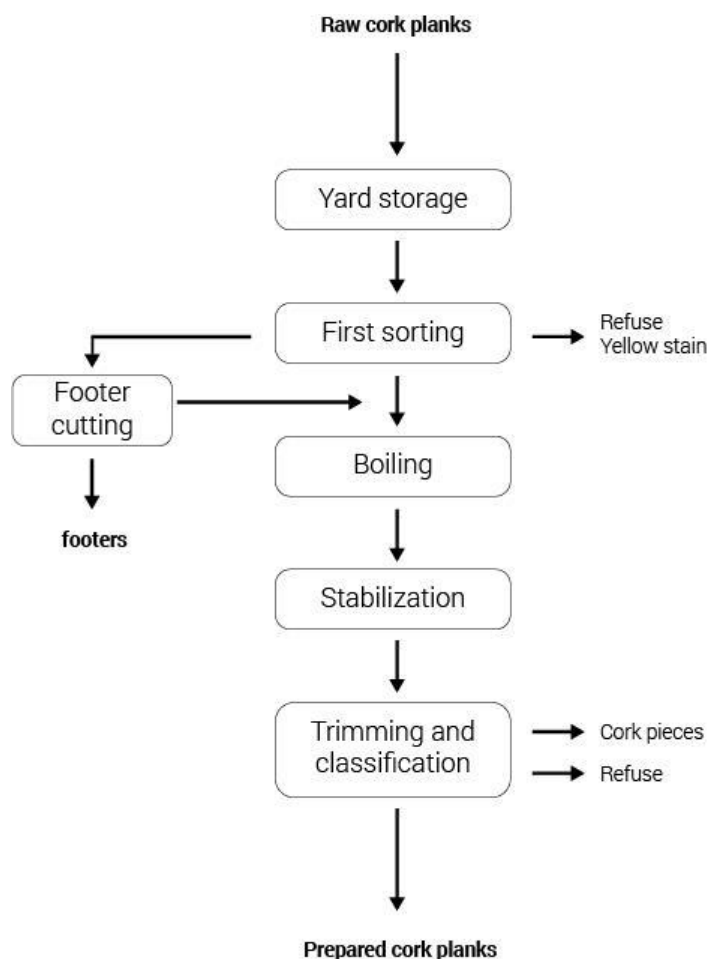 Raw cork planks
Yard storage
First sorting
Refuse
Yellow stain
Footer
cutting
Boiling
footers
Stabilization
Trimming and
classification
Cork pieces
Refuse
Prepared cork planks